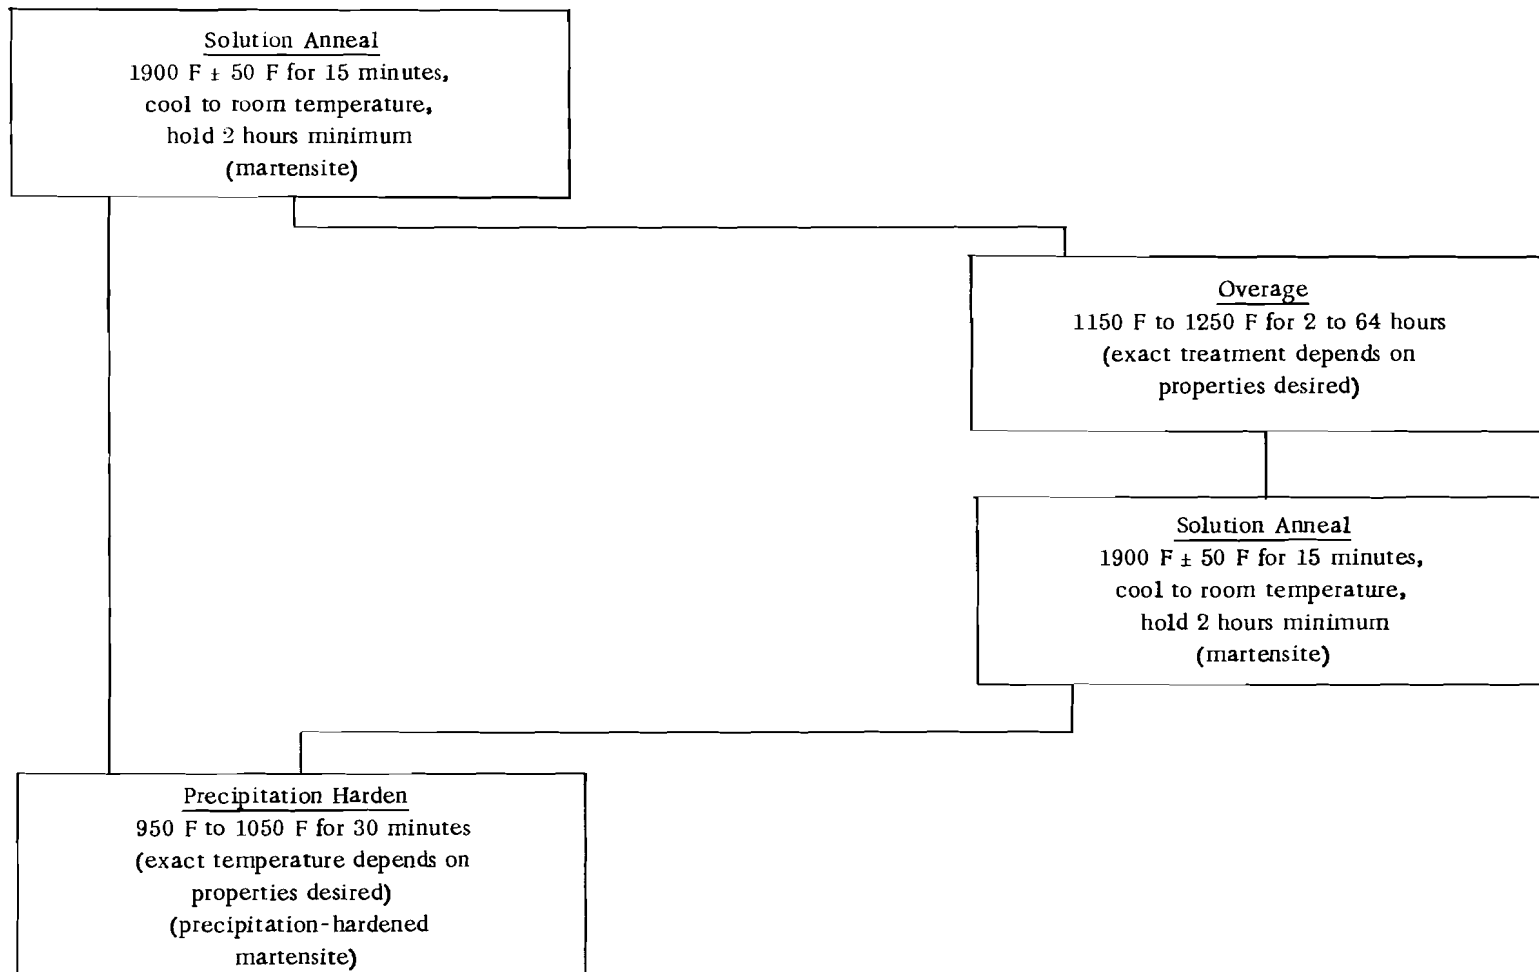 Solution Anneal
1900 F ± 50 F for 15 minutes,
cool to room temperature,
hold 2 hours minimum
(martensite)
Overage
1150 F to 1250 F for 2 to 64 hours
(exact treatment depends on
properties desired)
Solution Anneal
1900 F ± 50 F for 15 minutes,
cool to room temperature,
hold 2 hours minimum
(martensite)
Precipitation Harden
950 F to 1050 F for 30 minutes
(exact temperature depends on
properties desired)
(precipitation-hardened
martensite)